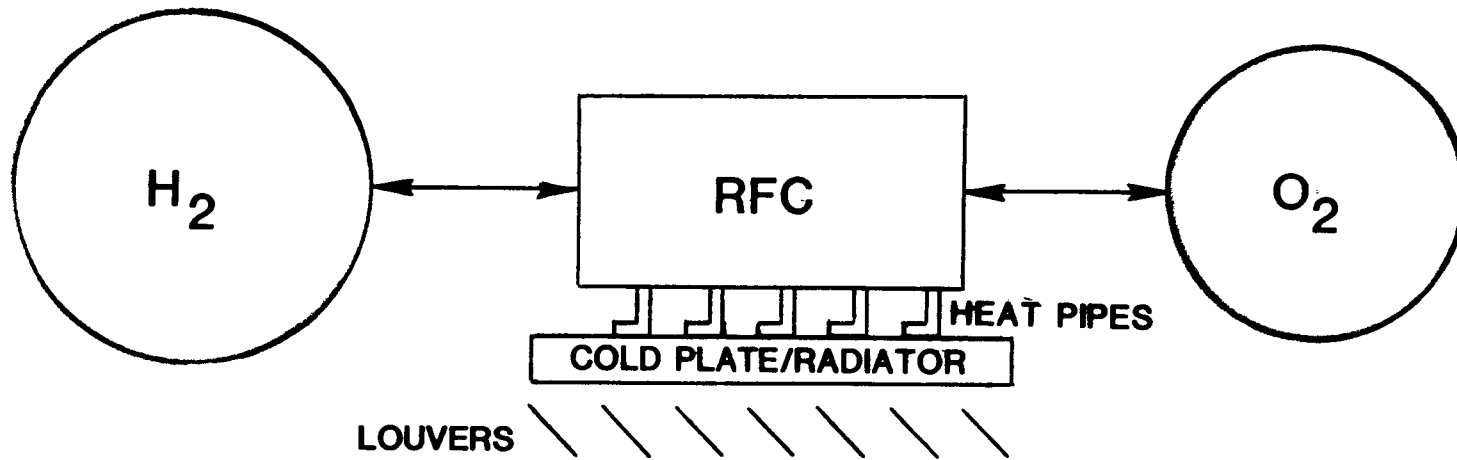 H2
RFC
O2
HEAT PIPES
COLD PLATE/RADIATOR
LOUVERS